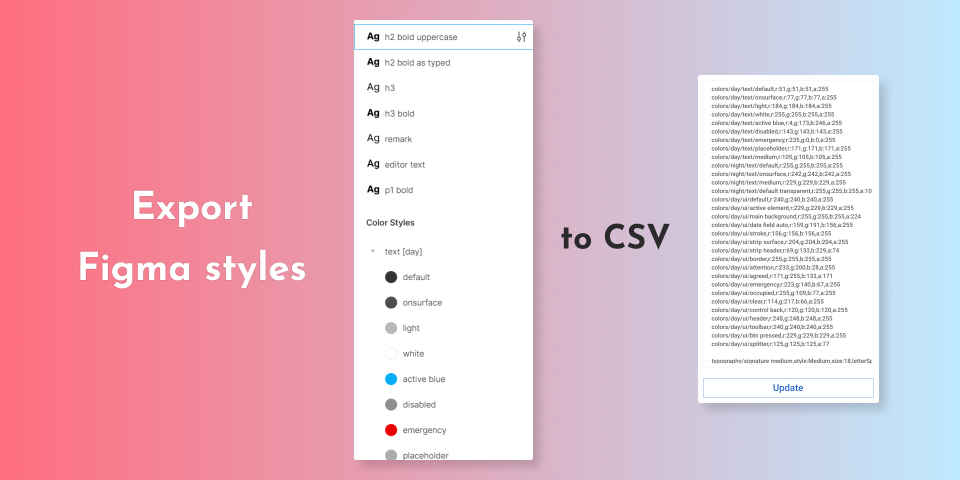 Export
Figma styles
Ag h2 bold uppercase
Ag h2 bold as typed
Ag h3
Ag h3 bold
Ag remark
Ag editor text
Ag p1 bold
Color Styles
text [day]
default
onsurface
light
white
active blue
disabled
emergency
placeholder
to CSV
colors/day/text/default,r:51,g:51,b:51,a:255
colors/day/text/onsurface,r:77,g:77,b:77,a:255
colors/day/text/light,r:184,g:184,b:184,a:255
colors/day/text/white,r:255,g:255,b:255,a:255
colors/day/text/active blue,r:4,g:173,b:246,a:255
colors/day/text/disabled,r:143,g:143,b:143,a:255
colors/day/text/emergency,r:235,g:0,b:0,a:255
colors/day/text/placeholder,r:171,g:171,b:171,a:255
colors/day/text/medium,r:105,g:105,b:105,a:255
colors/night/text/default,r:255,g:255,b:255,a:255
colors/night/text/onsurface,r:242,g:242,b:242,a:255
colors/night/text/medium,r:229,g:229,b:229,a:255
colors/night/text/default transparent,r:255,g:255,b:255,a:10
colors/day/ui/default,r:240,g:240,b:240,a:255
colors/day/ui/active element,r:229,g:229,b:229,a:255
colors/day/ui/main background,r:255,g:255,b:255,a:224
colors/day/ui/data field auto,r:159,g:191,b:156,a:255
colors/day/ui/stroke,r:156,g:156,b:156,a:255
colors/day/ui/strip surface,r:204,g:204,b:204,a:255
colors/day/ui/strip header,r:69,g:133,b:229,a:74
colors/day/ui/border,r:255,g:255,b:255,a:255
colors/day/ui/attention,r:233,g:200,b:28,a:255
colors/day/ui/agreed,r:171,g:255,b:133,a:171
colors/day/ui/emergency,r:223,g:140,b:67,a:255
colors/day/ui/occupied,r:255,g:109,b:77,a:255
colors/day/ui/clear,r:114,g:217,b:66,a:255
colors/day/ui/control back,r:120,g:120,b:120,a:255
colors/day/ui/header,r:248,g:248,b:248,a:255
colors/day/ui/toolbar,r:240,g:240,b:240,a:255
colors/day/ui/btn pressed,r:229,g:229,b:229,a:255
colors/day/ui/splitter,r:125,g:125,b:125,a:77
typography/signature medium,style:Medium,size:18,letterSp
Update